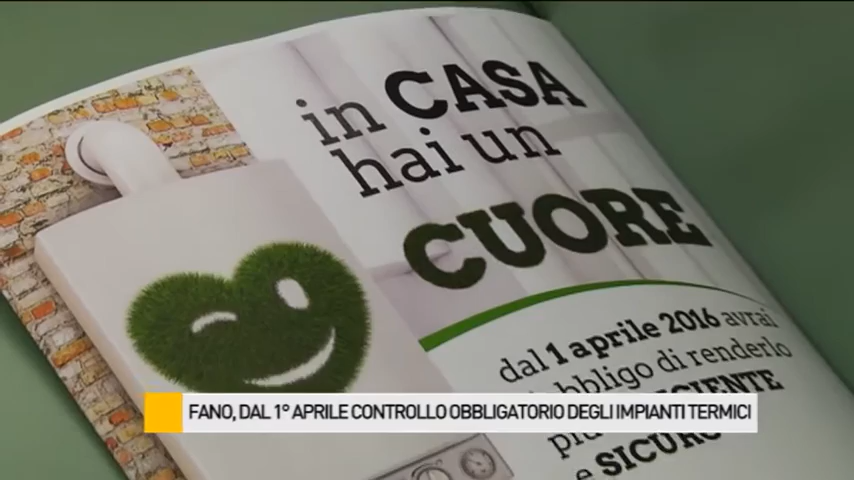 in CASA
hai un
CUORE
dal 1 aprile 2016 avrai
di renderlo
e SICURO
FANO, DAL 1° APRILE CONTROLLO OBBLIGATORIO DEGLI IMPIANTI TERMICI